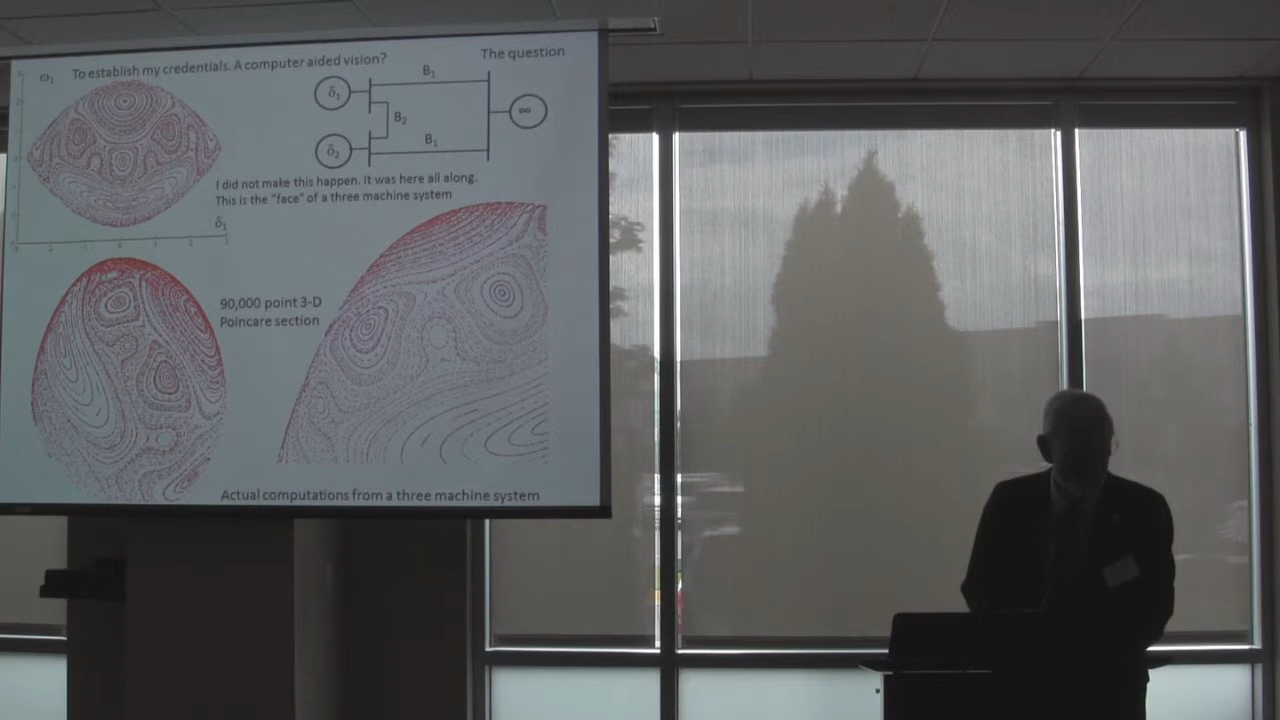 To establish my credentials. A computer aided vision?
The question
ω₁
δ₁
B₁
∞
B₂
δ₂
B₁
I did not make this happen. It was here all along.
This is the "face" of a three machine system
δ₁
90,000 point 3-D
Poincare section
Actual computations from a three machine system